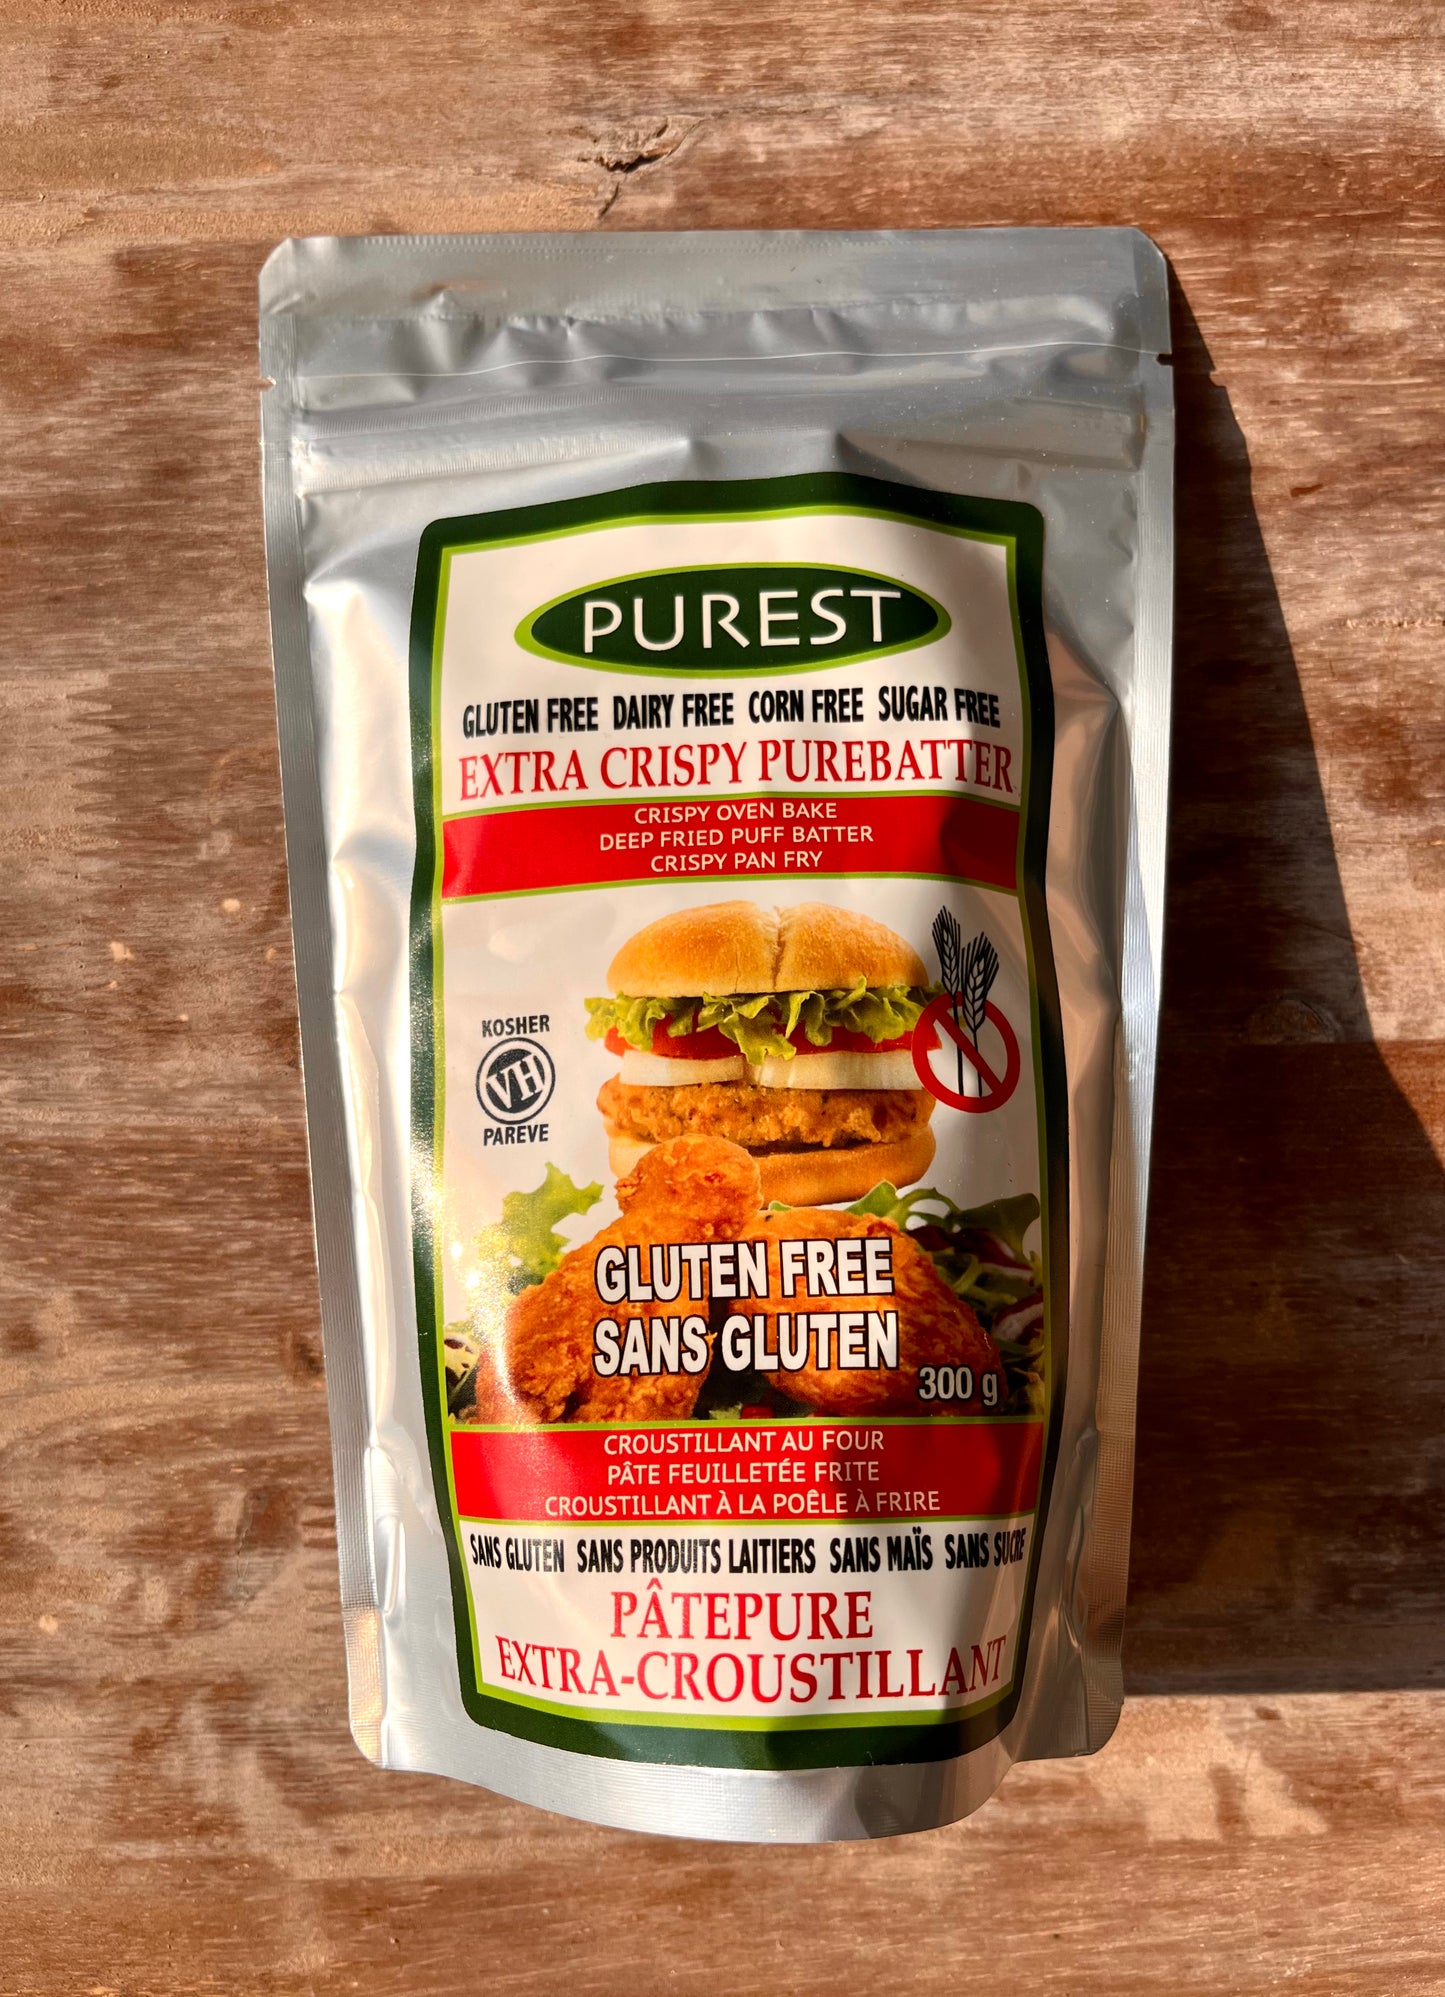 PUREST
GLUTEN FREE DAIRY FREE CORN FREE SUGAR FREE
EXTRA CRISPY PUREBATTER
CRISPY OVEN BAKE
DEEP FRIED PUFF BATTER
CRISPY PAN FRY
KOSHER
VH
PAREVE
GLUTEN FREE
SANS GLUTEN
300 g
CROUSTILLANT AU FOUR
PÂTE FEUILLETÉE FRITE
CROUSTILLANT À LA POÊLE À FRIRE
SANS GLUTEN SANS PRODUITS LAITIERS SANS MAÏS SANS SUCRE
PÂTEPURE
EXTRA-CROUSTILLANT